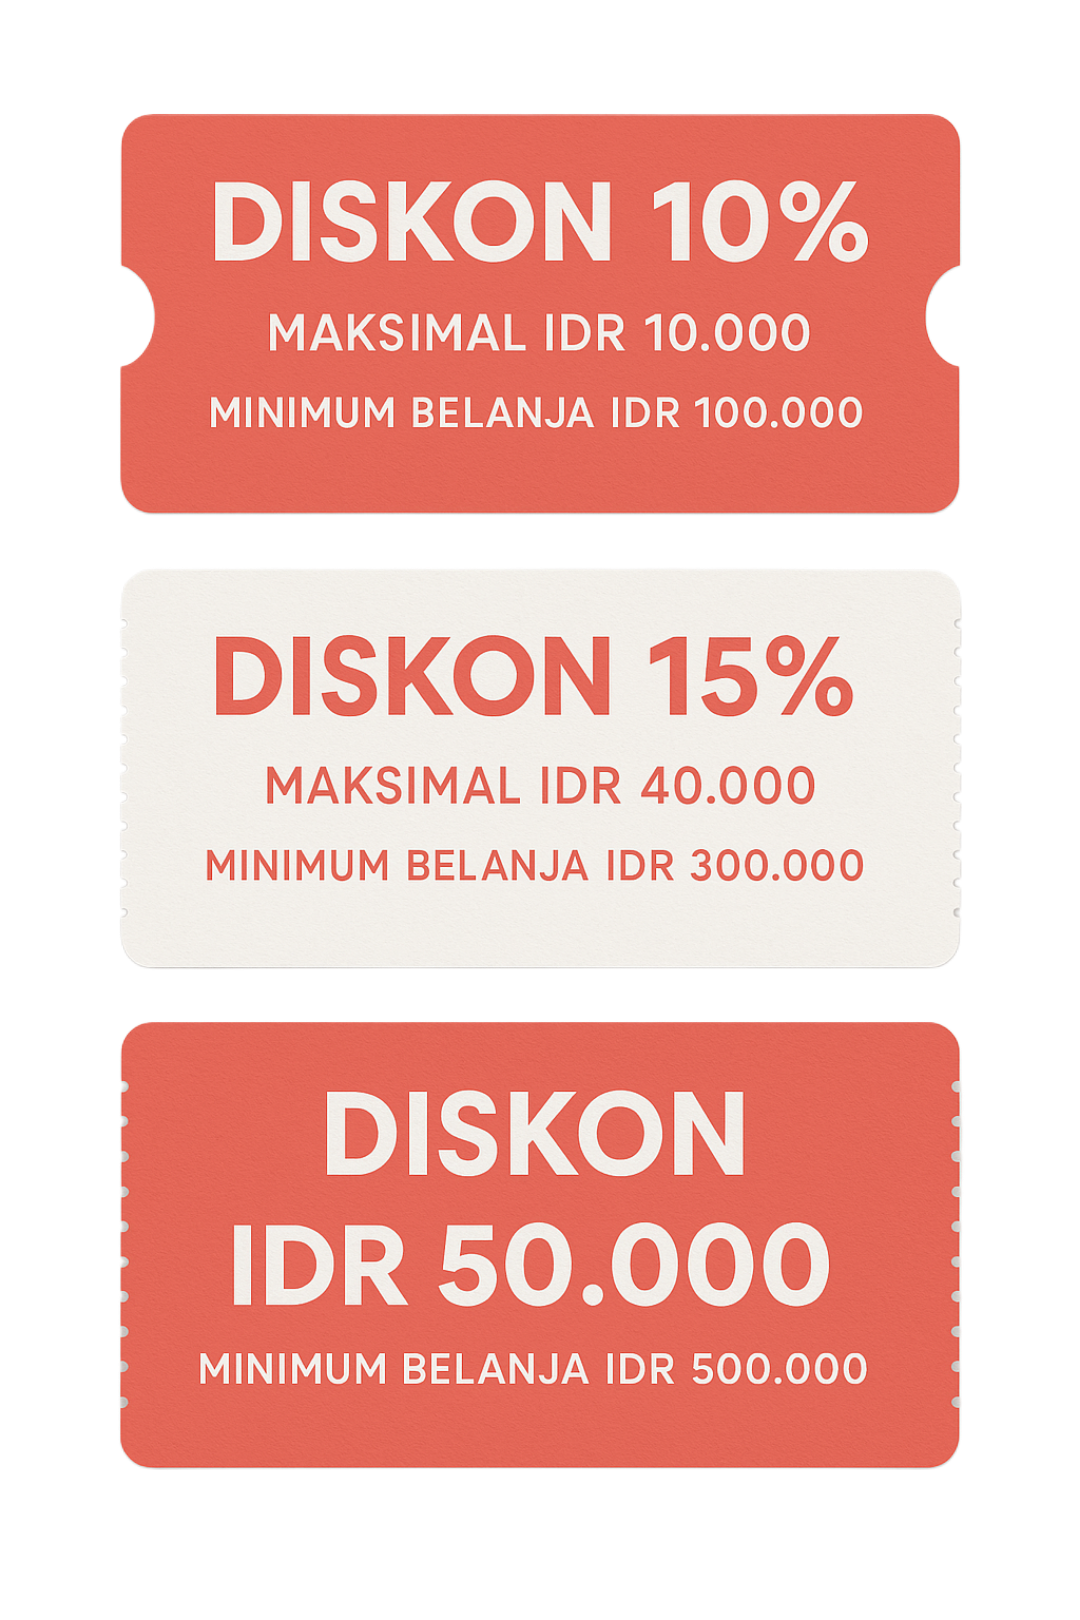 DISKON 10%
MAKSIMAL IDR 10.000
MINIMUM BELANJA IDR 100.000
DISKON 15%
MAKSIMAL IDR 40.000
MINIMUM BELANJA IDR 300.000
DISKON
IDR 50.000
MINIMUM BELANJA IDR 500.000